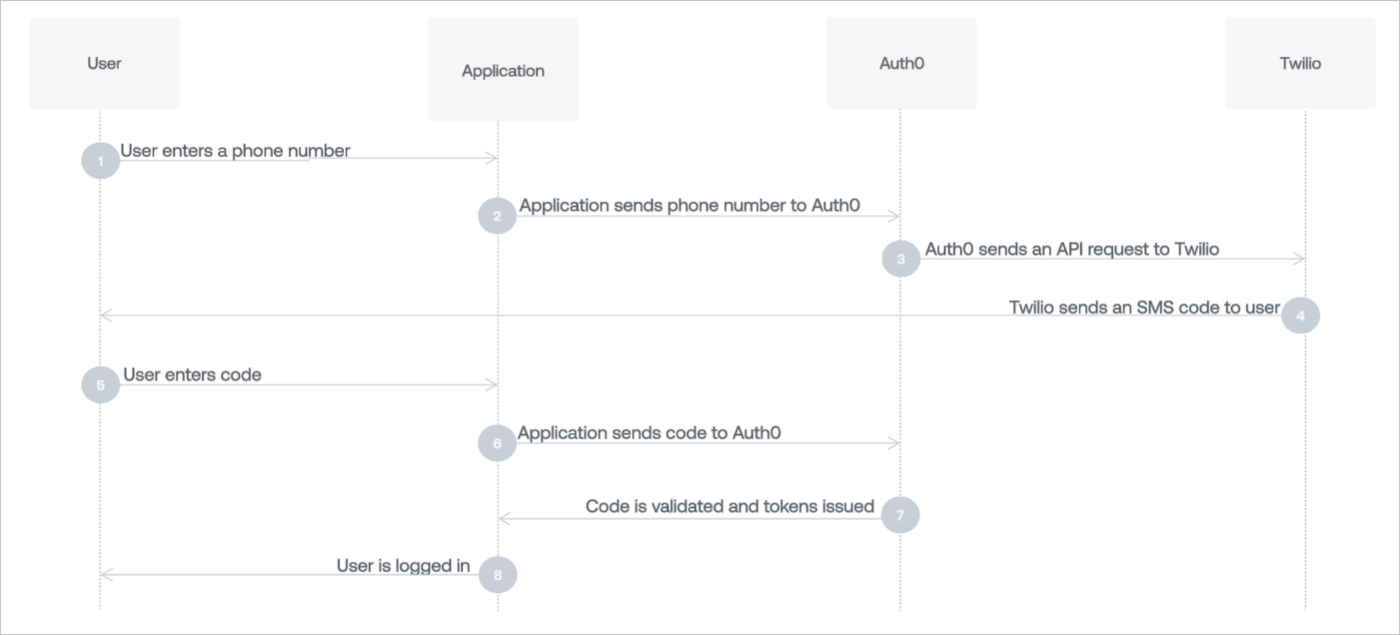 User
Application
Auth0
Twilio
1
User enters a phone number
2
Application sends phone number to Auth0
3
Auth0 sends an API request to Twilio
Twilio sends an SMS code to user
4
5
User enters code
6
Application sends code to Auth0
Code is validated and tokens issued
7
User is logged in
8